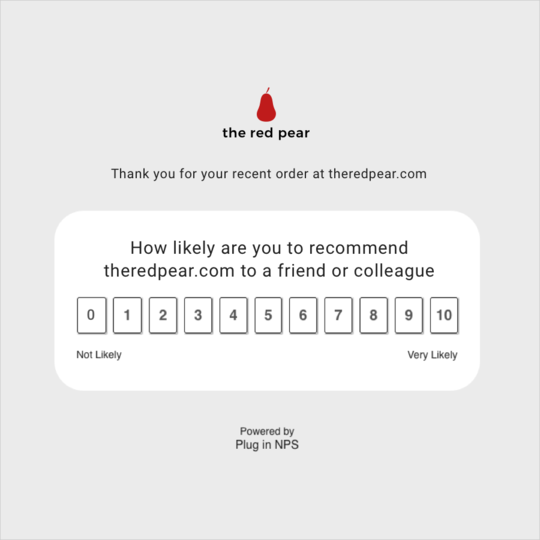 the red pear
Thank you for your recent order at theredpear.com
How likely are you to recommend
theredpear.com to a friend or colleague
0 1 2 3 4 5 6 7 8 9 10
Not Likely Very Likely
Powered by
Plug in NPS